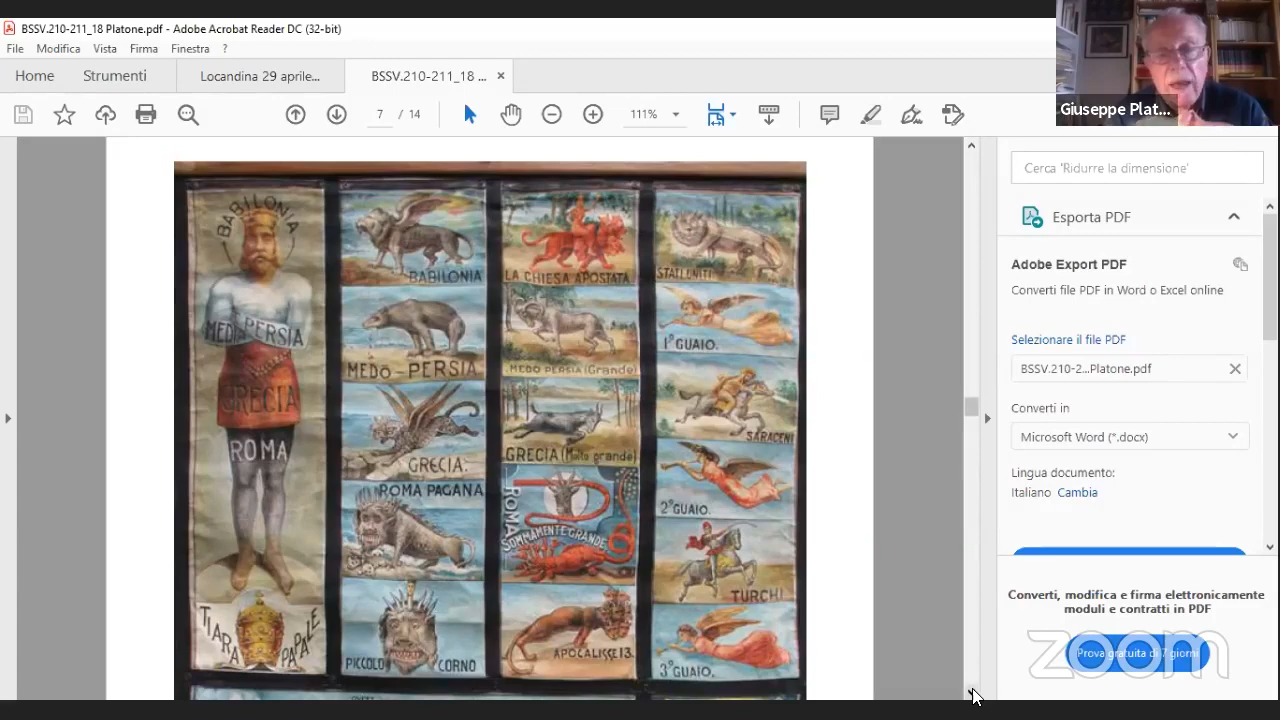 BSSV.210-211_18 Platone.pdf - Adobe Acrobat Reader DC (32-bit)
File Modifica Vista Firma Finestra ?
Home Strumenti Locandina 29 aprile... BSSV.210-211_18 ... ×
7 / 14 111%
Giuseppe Plat...
BABILONIA
MEDO PERSIA
GRECIA
ROMA
TIARA PAPALE
BABILONIA
MEDO-PERSIA
GRECIA:
ROMA PAGANA
PICCOLO CORNO
LA CHIESA APOSTATA
MEDO PERSIA (Grande)
GRECIA (Molto grande)
ROMA
SOMMAMENTE GRANDE
APOCALISSE 13.
STATI UNITI
1° GUAIO.
SARACENI
2° GUAIO.
TURCHI
3° GUAIO.
Cerca 'Ridurre la dimensione'
Esporta PDF
Adobe Export PDF
Converti file PDF in Word o Excel online
Selezionare il file PDF
BSSV.210-2...Platone.pdf
Converti in
Microsoft Word (*.docx)
Lingua documento:
Italiano Cambia
Converti, modifica e firma elettronicamente
moduli e contratti in PDF
Prova gratuita di 7 giorni
zoom